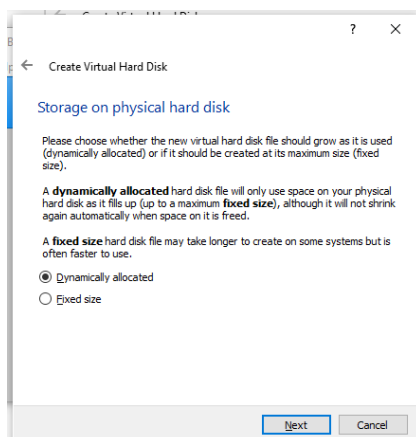 ? ×
← Create Virtual Hard Disk
Storage on physical hard disk
Please choose whether the new virtual hard disk file should grow as it is used
(dynamically allocated) or if it should be created at its maximum size (fixed
size).
A dynamically allocated hard disk file will only use space on your physical
hard disk as it fills up (up to a maximum fixed size), although it will not shrink
again automatically when space on it is freed.
A fixed size hard disk file may take longer to create on some systems but is
often faster to use.
Dynamically allocated
Fixed size
Next Cancel